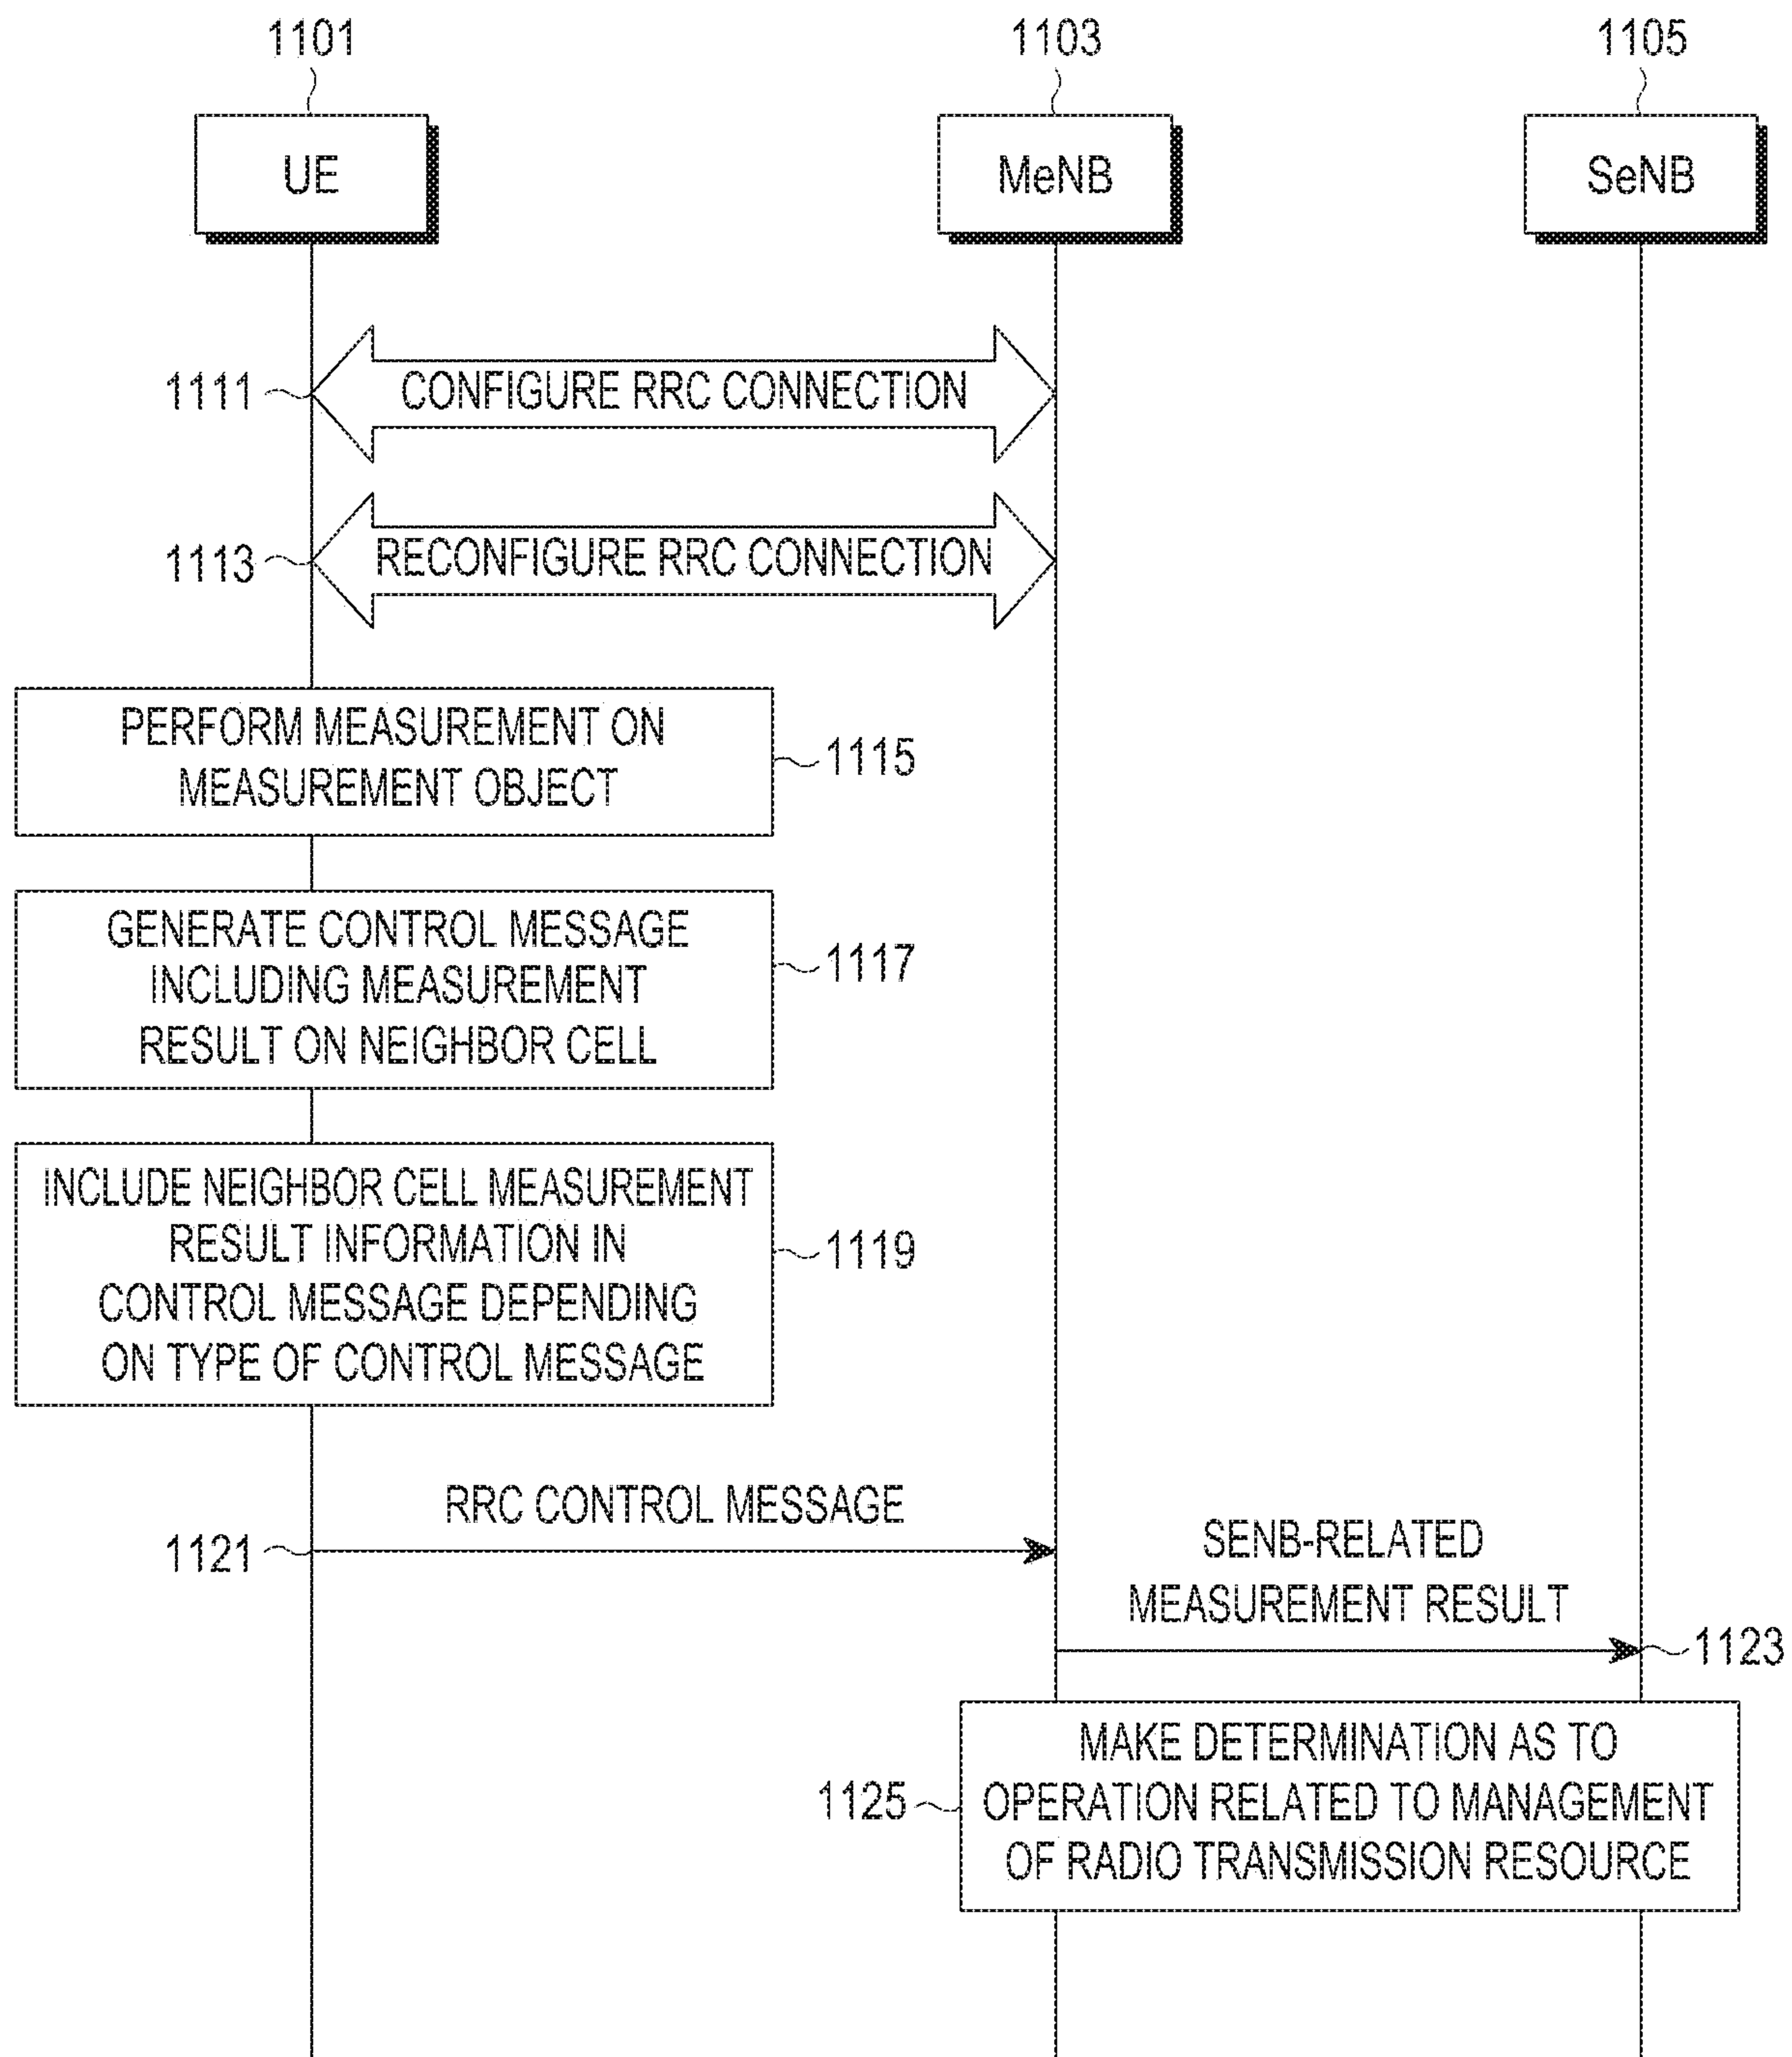 1101
1103
1105
UE
MeNB
SeNB
1111
CONFIGURE RRC CONNECTION
1113
RECONFIGURE RRC CONNECTION
PERFORM MEASUREMENT ON
MEASUREMENT OBJECT
1115
GENERATE CONTROL MESSAGE
INCLUDING MEASUREMENT
RESULT ON NEIGHBOR CELL
1117
INCLUDE NEIGHBOR CELL MEASUREMENT
RESULT INFORMATION IN
CONTROL MESSAGE DEPENDING
ON TYPE OF CONTROL MESSAGE
1119
RRC CONTROL MESSAGE
1121
SENB-RELATED
MEASUREMENT RESULT
1123
MAKE DETERMINATION AS TO
OPERATION RELATED TO MANAGEMENT
OF RADIO TRANSMISSION RESOURCE
1125